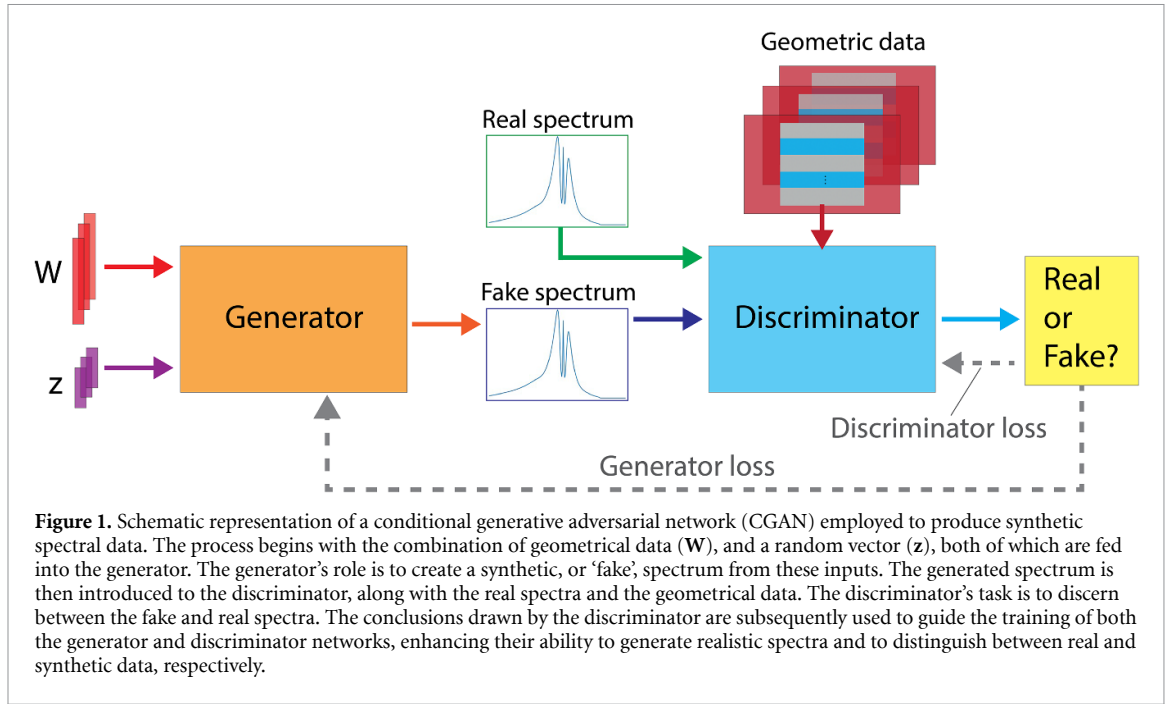 Geometric data
Real spectrum
W
z
Generator
Fake spectrum
Discriminator
Real
or
Fake?
Discriminator loss
Generator loss
Figure 1. Schematic representation of a conditional generative adversarial network (CGAN) employed to produce synthetic
spectral data. The process begins with the combination of geometrical data (W), and a random vector (z), both of which are fed
into the generator. The generator's role is to create a synthetic, or ‘fake’, spectrum from these inputs. The generated spectrum is
then introduced to the discriminator, along with the real spectra and the geometrical data. The discriminator's task is to discern
between the fake and real spectra. The conclusions drawn by the discriminator are subsequently used to guide the training of both
the generator and discriminator networks, enhancing their ability to generate realistic spectra and to distinguish between real and
synthetic data, respectively.